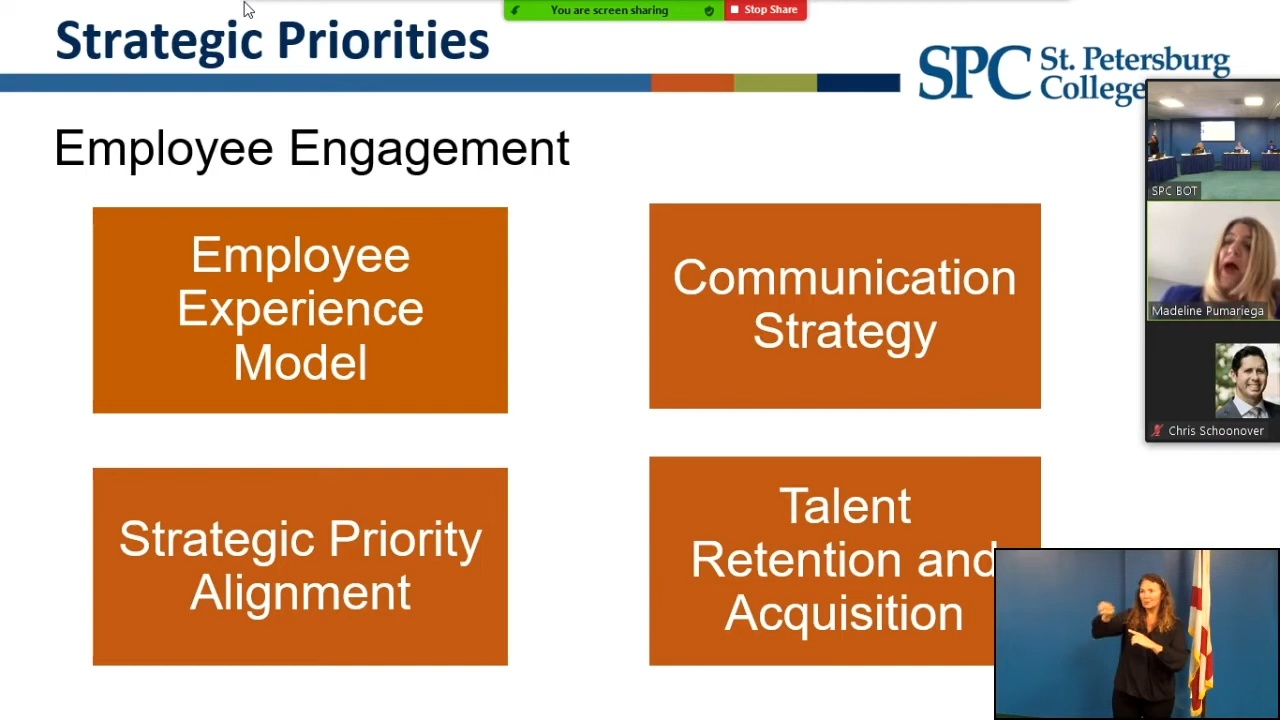 You are screen sharing
Stop Share
Strategic Priorities
SPC St. Petersburg
College
Employee Engagement
Employee
Experience
Model
Communication
Strategy
Strategic Priority
Alignment
Talent
Retention and
Acquisition
SPC BOT
Madeline Pumariega
Chris Schoonover